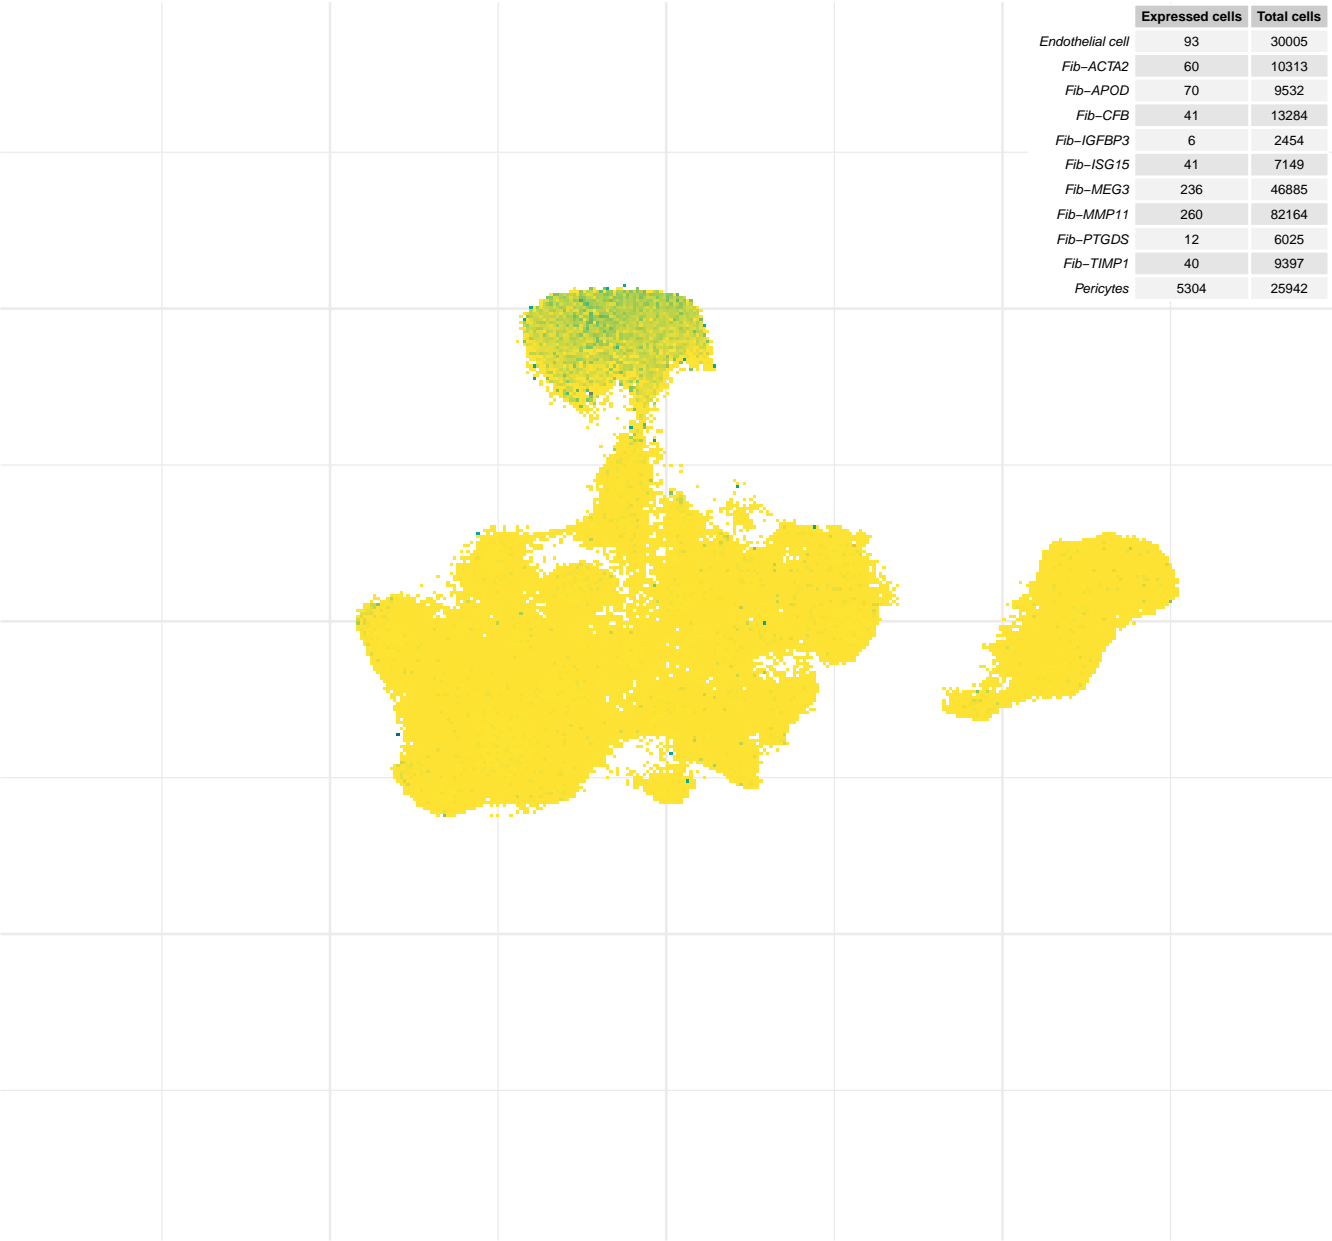 Expressed cells Total cells
Endothelial cell 93 30005
Fib−ACTA2 60 10313
Fib−APOD 70 9532
Fib−CFB 41 13284
Fib−IGFBP3 6 2454
Fib−ISG15 41 7149
Fib−MEG3 236 46885
Fib−MMP11 260 82164
Fib−PTGDS 12 6025
Fib−TIMP1 40 9397
Pericytes 5304 25942